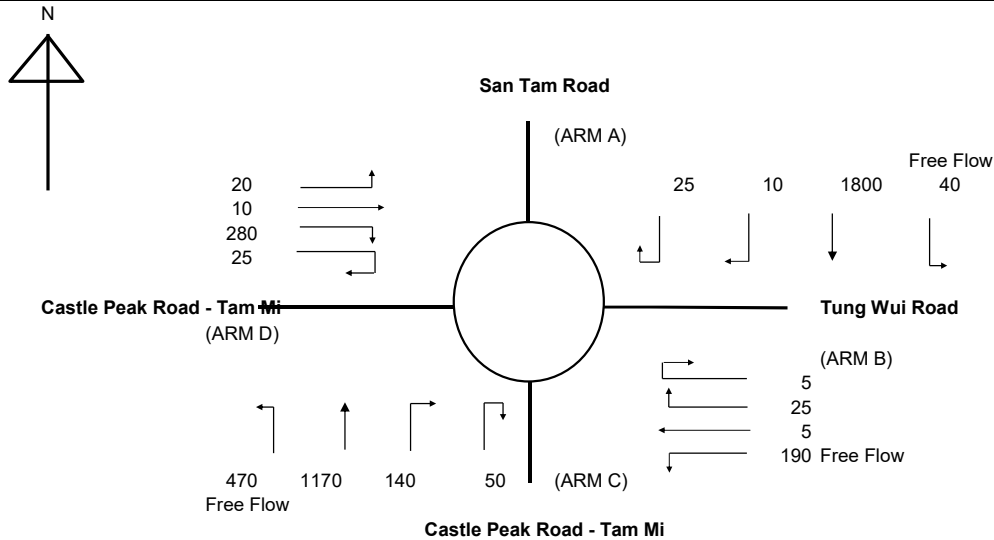 N
San Tam Road
(ARM A)
Free Flow
25 10 1800 40
20
10
280
25
Castle Peak Road - Tam Mi
(ARM D)
Tung Wui Road
(ARM B)
5
25
5
190 Free Flow
470 1170 140 50 (ARM C)
Free Flow
Castle Peak Road - Tam Mi